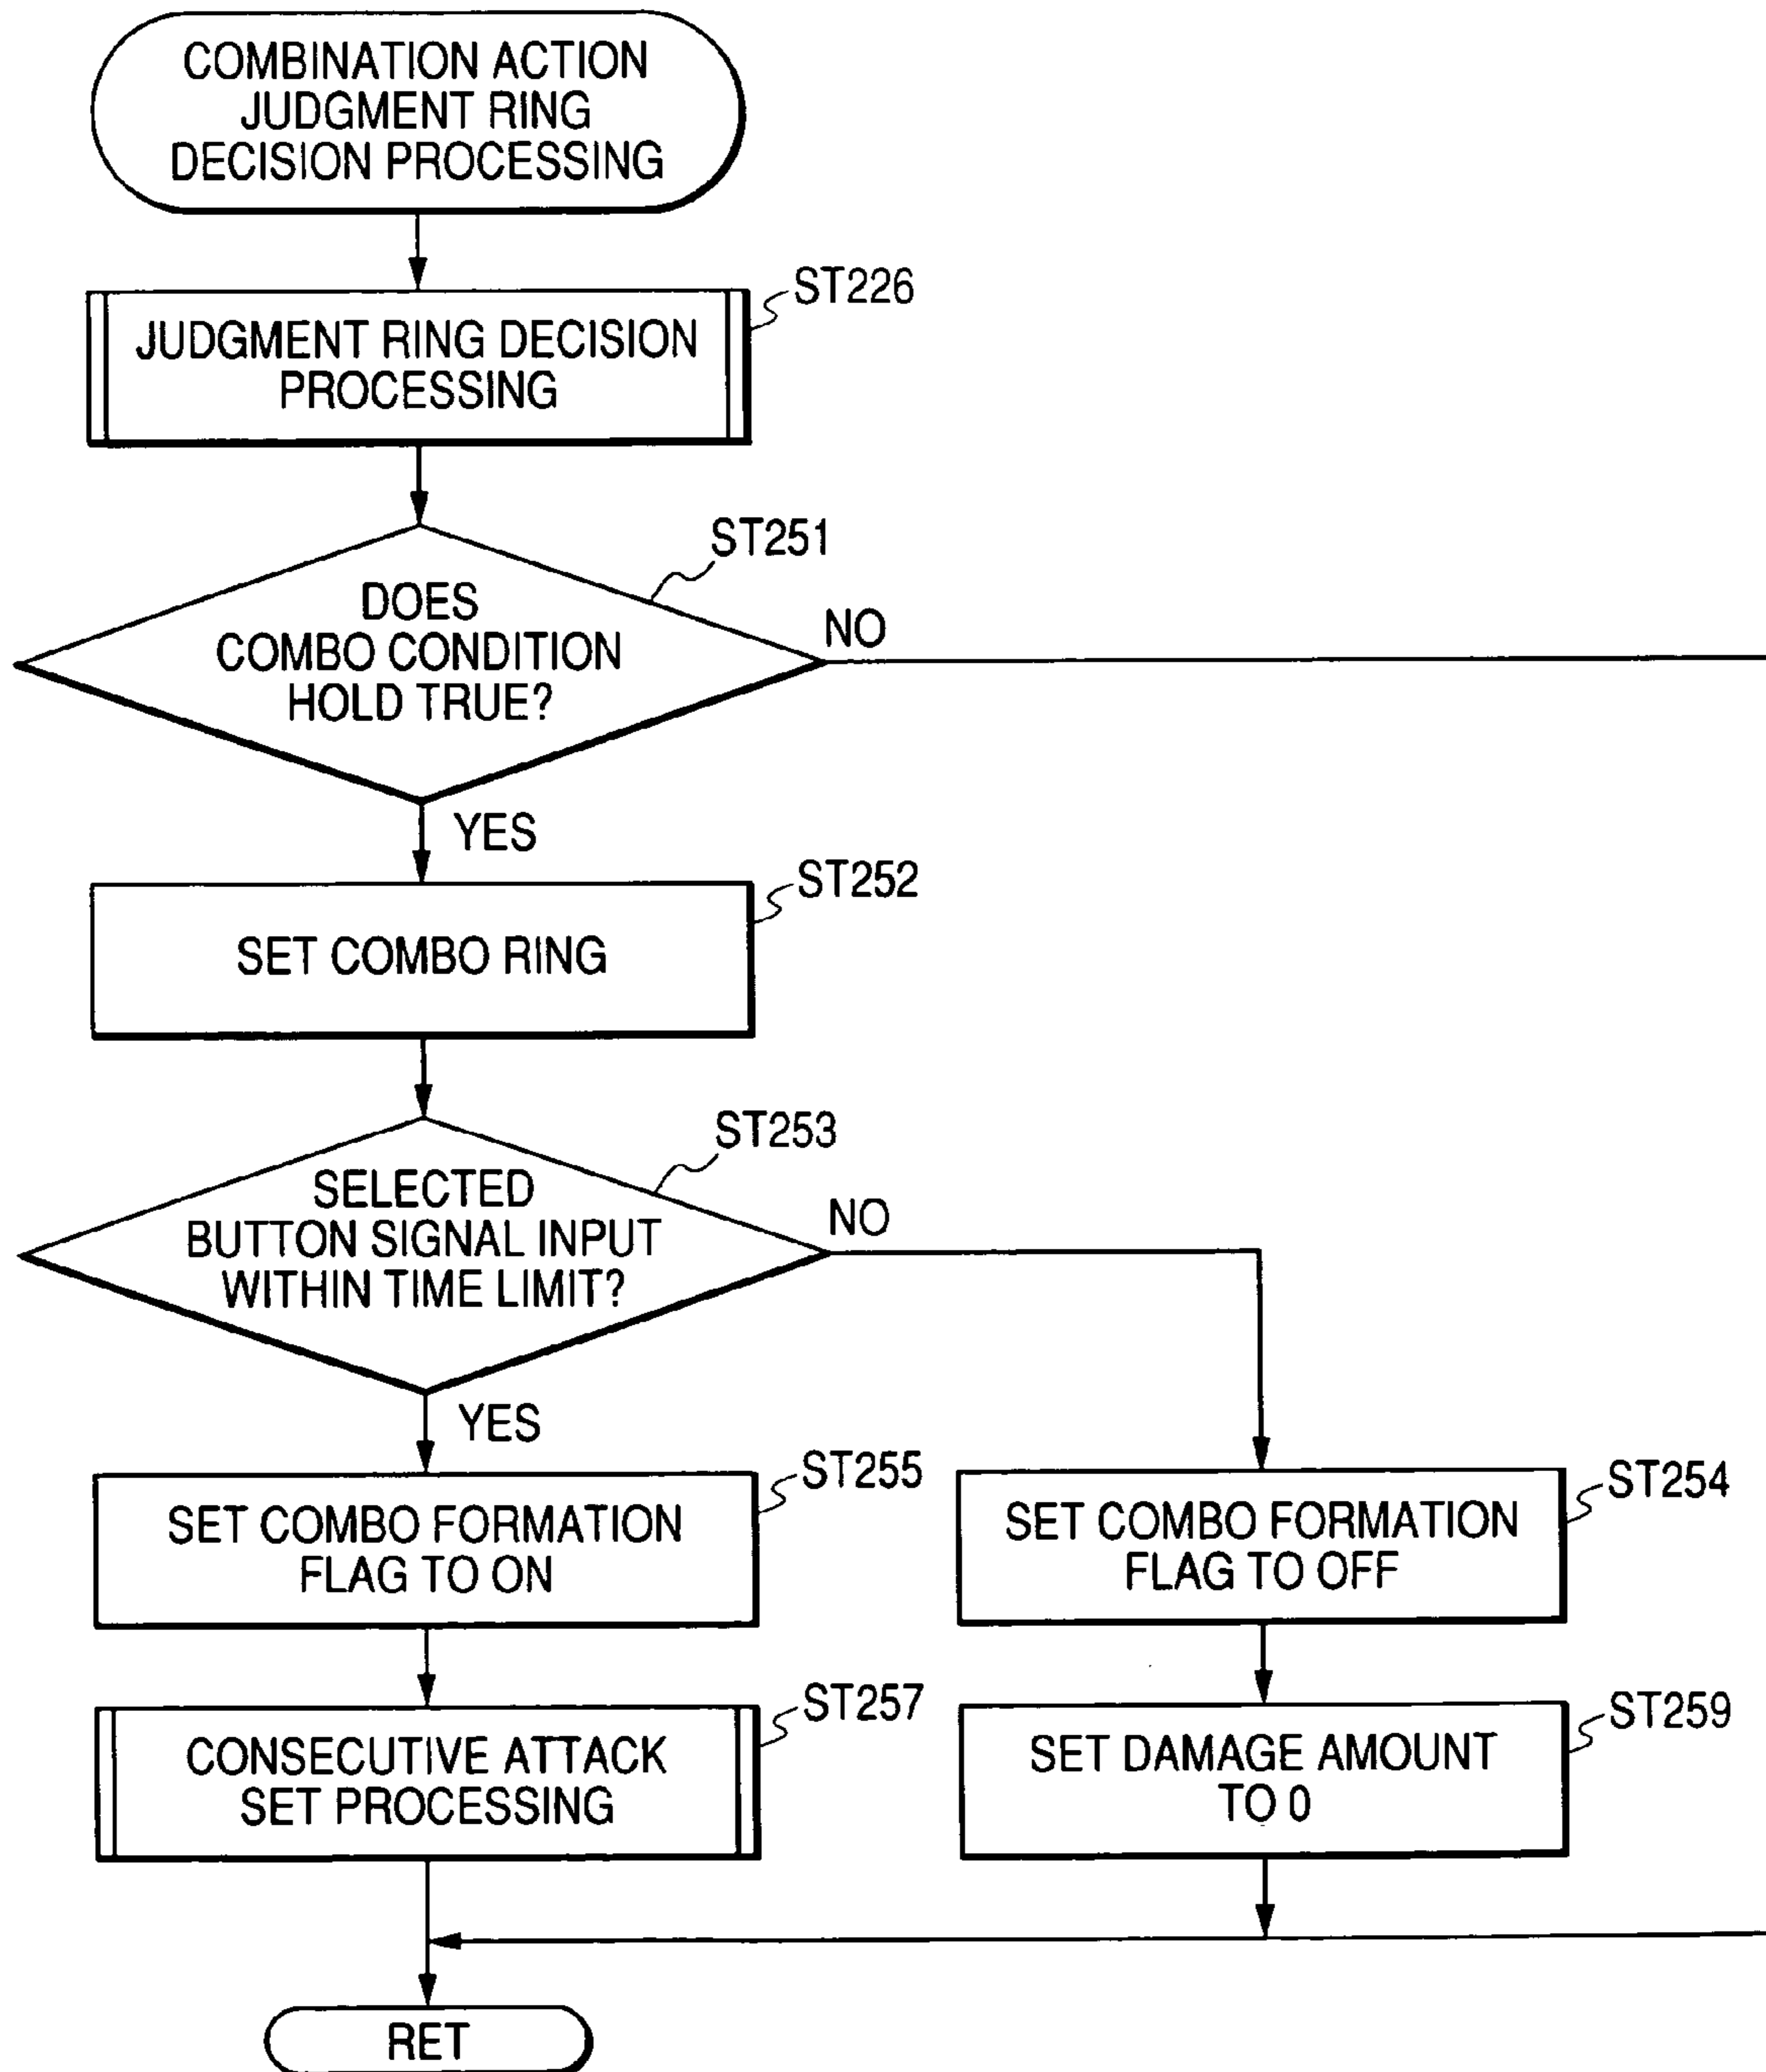 COMBINATION ACTION
JUDGMENT RING
DECISION PROCESSING
ST226
JUDGMENT RING DECISION
PROCESSING
ST251
DOES
COMBO CONDITION
HOLD TRUE?
NO
YES
ST252
SET COMBO RING
ST253
SELECTED
BUTTON SIGNAL INPUT
WITHIN TIME LIMIT?
NO
YES
ST255
SET COMBO FORMATION
FLAG TO ON
ST254
SET COMBO FORMATION
FLAG TO OFF
ST257
CONSECUTIVE ATTACK
SET PROCESSING
ST259
SET DAMAGE AMOUNT
TO 0
RET